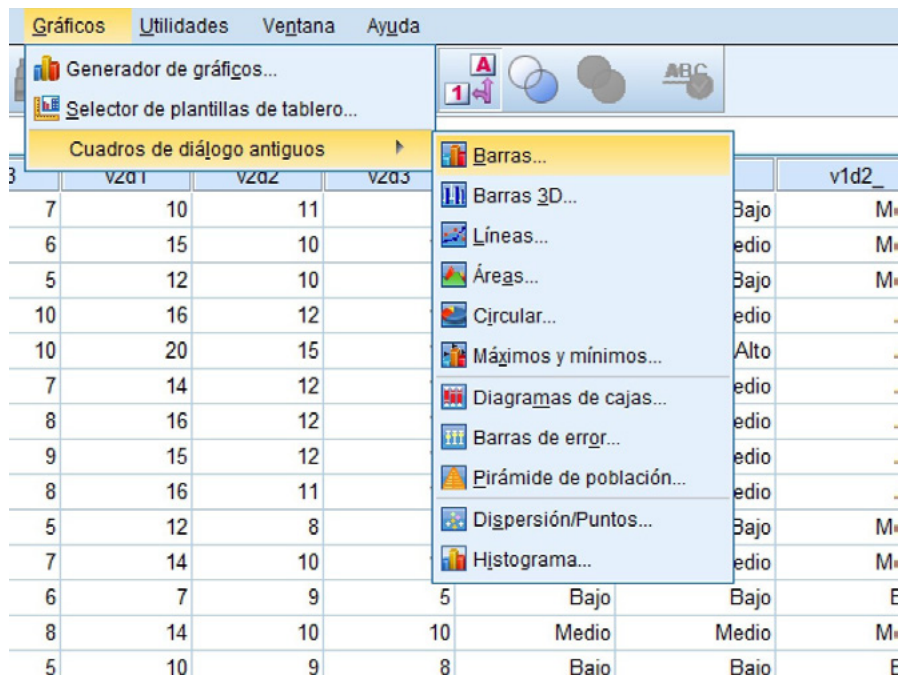 Gráficos Utilidades Ventana Ayuda
Generador de gráficos...
Selector de plantillas de tablero...
Cuadros de diálogo antiguos
A
1
ABC
Barras...
Barras 3D...
Líneas...
Áreas...
Circular...
Máximos y mínimos...
Diagramas de cajas...
Barras de error...
Pirámide de población...
Dispersión/Puntos...
Histograma...
3 v2d1 v2d2 v2d3 v1d2_
7 10 11 Bajo M
6 15 10 edio M
5 12 10 Bajo M
10 16 12 edio
10 20 15 Alto
7 14 12 edio
8 16 12 edio
9 15 12 edio
8 16 11 edio
5 12 8 Bajo M
7 14 10 edio M
6 7 9 5 Bajo Bajo
8 14 10 10 Medio Medio M
5 10 9 8 Bajo Bajo